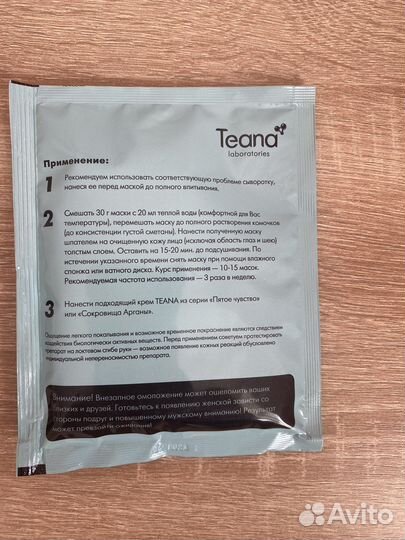 Teana
laboratories
Применение:
1 Рекомендуем использовать соответствующую проблеме сыворотку,
нанеся ее перед маской до полного впитывания.
2 Смешать 30 г маски с 20 мл теплой воды (комфортной для Вас
температуры), перемешать маску до полного растворения комочков
(до консистенции густой сметаны). Нанести полученную маску
шпателем на очищенную кожу лица (исключая область глаз и шею)
толстым слоем. Оставить на 15-20 мин. до подсушивания. По
истечении указанного времени снять маску при помощи влажного
спонжа или ватного диска. Курс применения — 10-15 масок.
Рекомендуемая частота использования — 3 раза в неделю.
3 Нанести подходящий крем TEANA из серии «Пятое чувство»
или «Сокровища Арганы».
Ощущение легкого покалывания и возможное временное покраснение являются следствием
воздействия биологически активных веществ. Перед применением советуем протестировать
препарат на локтевом сгибе руки — возможно появление кожных реакций обусловлено
индивидуальной непереносимостью препарата.
Внимание! Внезапное омоложение может ошеломить ваших
близких и друзей. Готовьтесь к появлению женской зависти со
стороны подруг и повышенному мужскому вниманию! Результат
может превзойти ожидания!
Avito